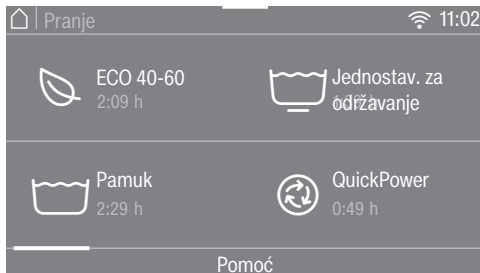 Pranje
11:02
ECO 40-60
2:09 h
Jednostav. za
održavanje
Pamuk
2:29 h
QuickPower
0:49 h
Pomoć